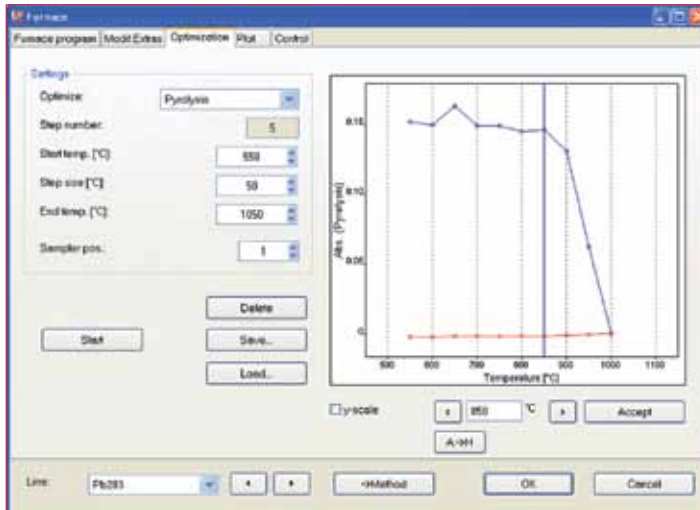 Furnace
Furnace program Modif.Extras Optimization Plot Control
Settings
Optimize: Pyrolysis
Step number: 5
Start temp. [°C]: 550
Step size [°C]: 50
End temp. [°C]: 1050
Sampler pos.: 1
Delete
Start
Save...
Load...
Abs. (Pyrolysis)
0.15
0.10
0.05
0
500 600 700 800 900 1000 1100
Temperature [°C]
y-scale
< 850 °C > Accept
A->H
Line: Pb283
->Method
OK
Cancel